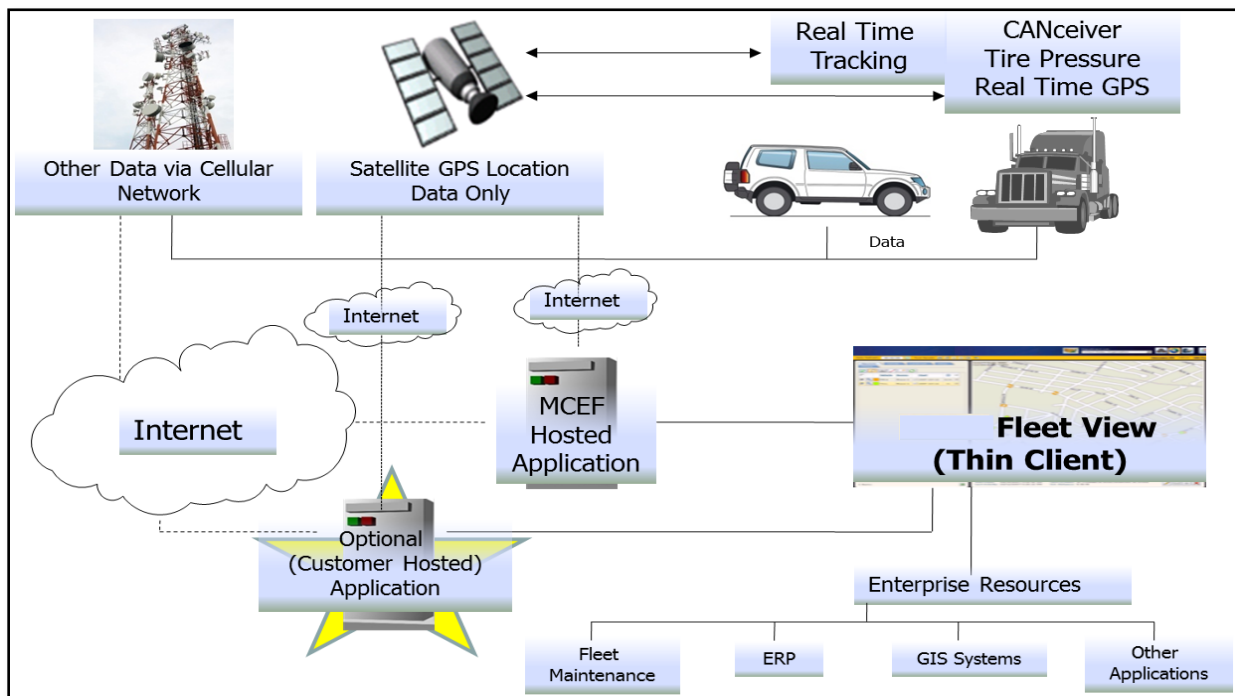 Real Time
Tracking
CANceiver
Tire Pressure
Real Time GPS
Other Data via Cellular
Network
Satellite GPS Location
Data Only
Data
Internet
Internet
Internet
MCEF
Hosted
Application
Fleet View
(Thin Client)
Optional
(Customer Hosted)
Application
Enterprise Resources
Fleet
Maintenance
ERP
GIS Systems
Other
Applications